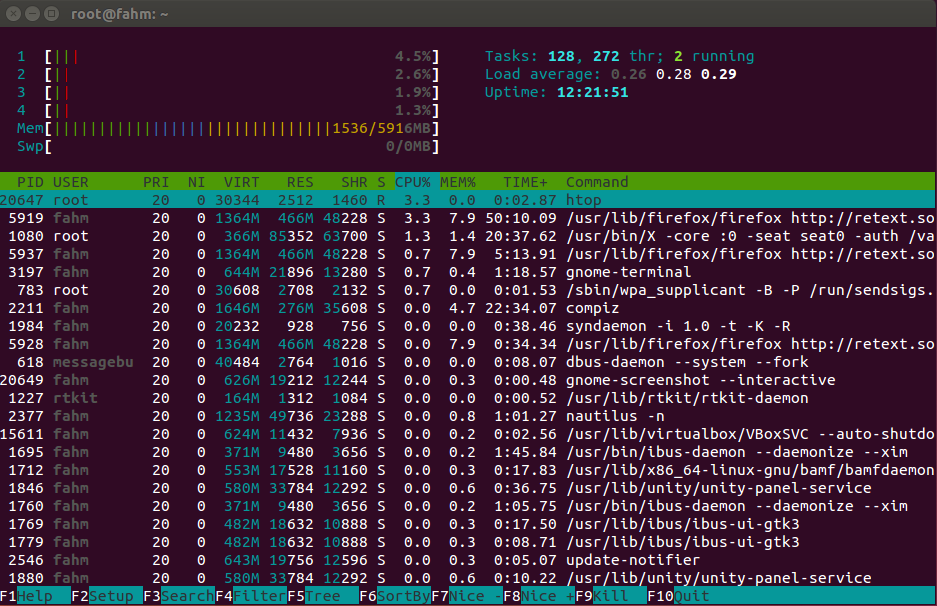 root@fahm: ~
1 [||| 4.5%] Tasks: 128, 272 thr; 2 running
2 [|| 2.6%] Load average: 0.26 0.28 0.29
3 [|| 1.9%] Uptime: 12:21:51
4 [|| 1.3%]
Mem[|||||||||||||||||||||||||||||||1536/5916MB]
Swp[ 0/0MB]
PID USER PRI NI VIRT RES SHR S CPU% MEM% TIME+ Command
20647 root 20 0 30344 2512 1460 R 3.3 0.0 0:02.87 htop
5919 fahm 20 0 1364M 466M 48228 S 3.3 7.9 50:10.09 /usr/lib/firefox/firefox http://retext.so
1080 root 20 0 366M 85352 63700 S 1.3 1.4 20:37.62 /usr/bin/X -core :0 -seat seat0 -auth /va
5937 fahm 20 0 1364M 466M 48228 S 0.7 7.9 5:13.91 /usr/lib/firefox/firefox http://retext.so
3197 fahm 20 0 644M 21896 13280 S 0.7 0.4 1:18.57 gnome-terminal
783 root 20 0 30608 2708 2132 S 0.7 0.0 0:01.53 /sbin/wpa_supplicant -B -P /run/sendsigs.
2211 fahm 20 0 1646M 276M 35608 S 0.0 4.7 22:34.07 compiz
1984 fahm 20 0 20232 928 756 S 0.0 0.0 0:38.46 syndaemon -i 1.0 -t -K -R
5928 fahm 20 0 1364M 466M 48228 S 0.0 7.9 0:34.34 /usr/lib/firefox/firefox http://retext.so
618 messagebu 20 0 40484 2764 1016 S 0.0 0.0 0:08.07 dbus-daemon --system --fork
20649 fahm 20 0 626M 19212 12244 S 0.0 0.3 0:00.48 gnome-screenshot --interactive
1227 rtkit 20 0 164M 1312 1084 S 0.0 0.0 0:00.52 /usr/lib/rtkit/rtkit-daemon
2377 fahm 20 0 1235M 49736 23288 S 0.0 0.8 1:01.27 nautilus -n
15611 fahm 20 0 624M 11432 7936 S 0.0 0.2 0:02.56 /usr/lib/virtualbox/VBoxSVC --auto-shutdo
1695 fahm 20 0 371M 9480 3656 S 0.0 0.2 1:45.84 /usr/bin/ibus-daemon --daemonize --xim
1712 fahm 20 0 553M 17528 11160 S 0.0 0.3 0:17.83 /usr/lib/x86_64-linux-gnu/bamf/bamfdaemon
1846 fahm 20 0 580M 33784 12292 S 0.0 0.6 0:36.75 /usr/lib/unity/unity-panel-service
1760 fahm 20 0 371M 9480 3656 S 0.0 0.2 1:05.75 /usr/bin/ibus-daemon --daemonize --xim
1769 fahm 20 0 482M 18632 10888 S 0.0 0.3 0:17.50 /usr/lib/ibus/ibus-ui-gtk3
1779 fahm 20 0 482M 18632 10888 S 0.0 0.3 0:08.71 /usr/lib/ibus/ibus-ui-gtk3
2546 fahm 20 0 643M 19756 12596 S 0.0 0.3 0:05.07 update-notifier
1880 fahm 20 0 580M 33784 12292 S 0.0 0.6 0:10.22 /usr/lib/unity/unity-panel-service
F1Help F2Setup F3SearchF4FilterF5Tree F6SortByF7Nice -F8Nice +F9Kill F10Quit